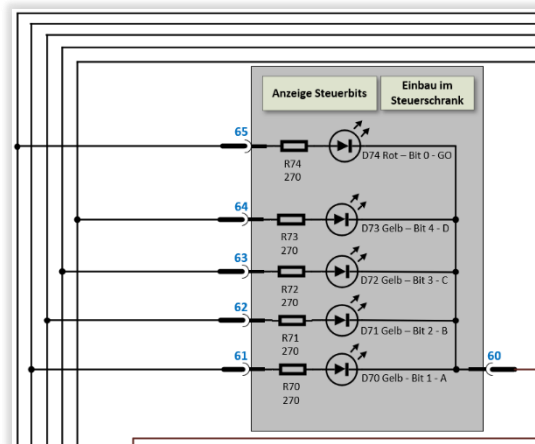 Anzeige Steuerbits
Einbau im
Steuerschrank
65
R74
270
D74 Rot – Bit 0 - GO
64
R73
270
D73 Gelb – Bit 4 - D
63
R72
270
D72 Gelb – Bit 3 - C
62
R71
270
D71 Gelb – Bit 2 - B
61
R70
270
D70 Gelb - Bit 1 - A
60